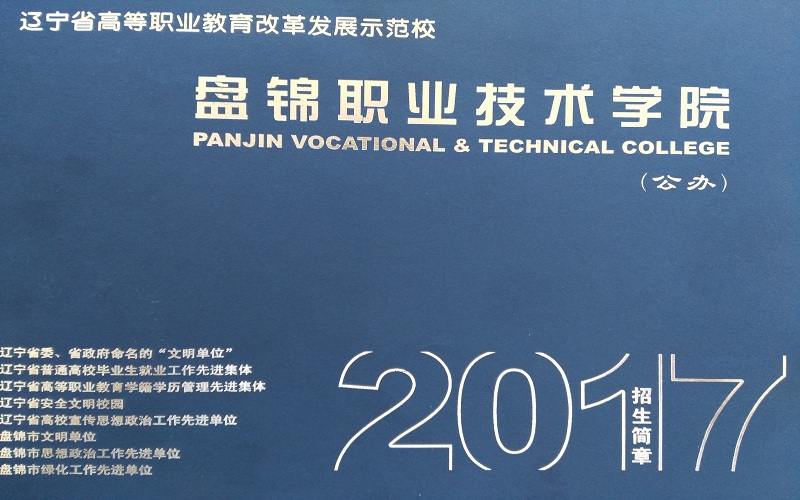 辽宁省高等职业教育改革发展示范校
盘锦职业技术学院
PANJIN VOCATIONAL & TECHNICAL COLLEGE
（公办）
辽宁省委、省政府命名的“文明单位”
辽宁省普通高校毕业生就业工作先进集体
辽宁省高等职业教育学籍学历管理先进集体
辽宁省安全文明校园
辽宁省高校宣传思想政治工作先进单位
盘锦市文明单位
盘锦市思想政治工作先进单位
盘锦市绿化工作先进单位
2017
招生简章